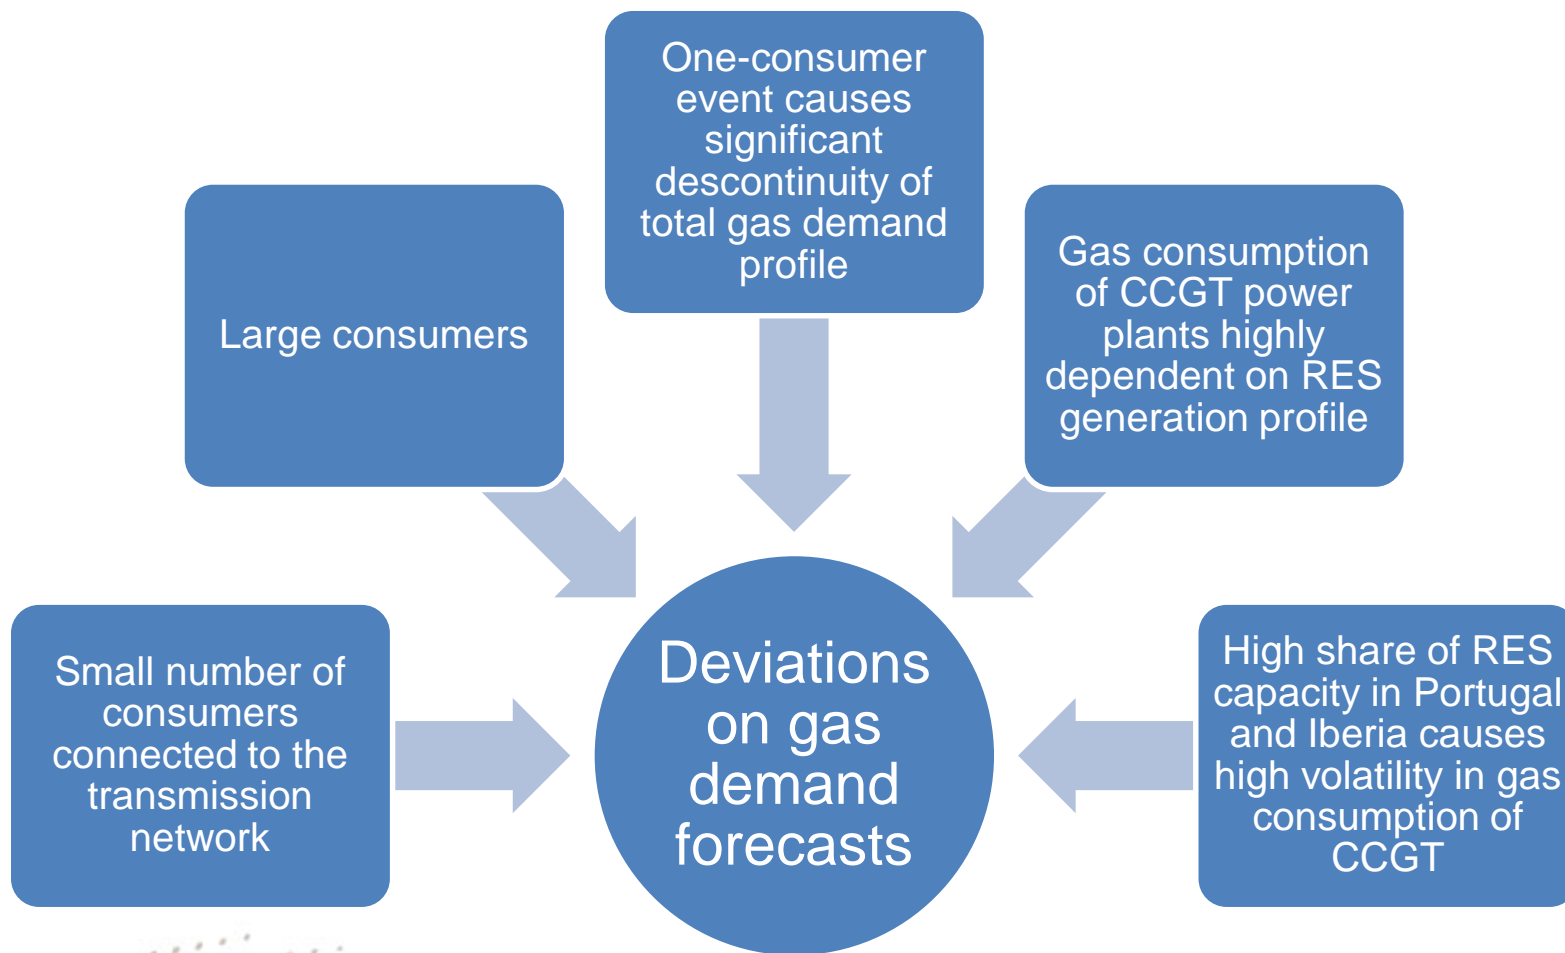 One-consumer
event causes
significant
descontinuity of
total gas demand
profile
Large consumers
Gas consumption
of CCGT power
plants highly
dependent on RES
generation profile
Small number of
consumers
connected to the
transmission
network
Deviations
on gas
demand
forecasts
High share of RES
capacity in Portugal
and Iberia causes
high volatility in gas
consumption of
CCGT